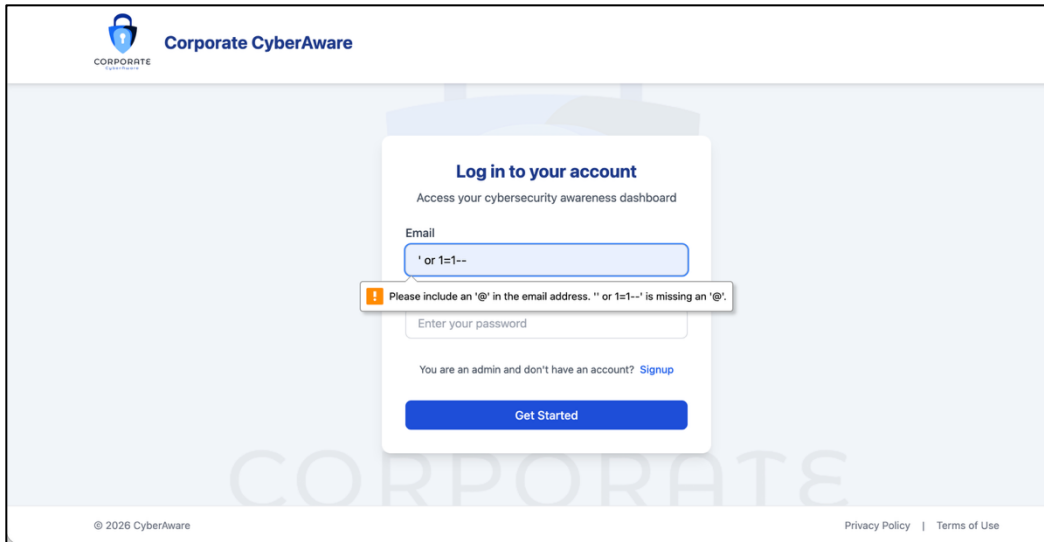 CORPORATE
CyberAware
Corporate CyberAware
Log in to your account
Access your cybersecurity awareness dashboard
Email
' or 1=1--
! Please include an '@' in the email address. '' or 1=1--' is missing an '@'.
Enter your password
You are an admin and don't have an account? Signup
Get Started
CORPORATE
© 2026 CyberAware
Privacy Policy | Terms of Use